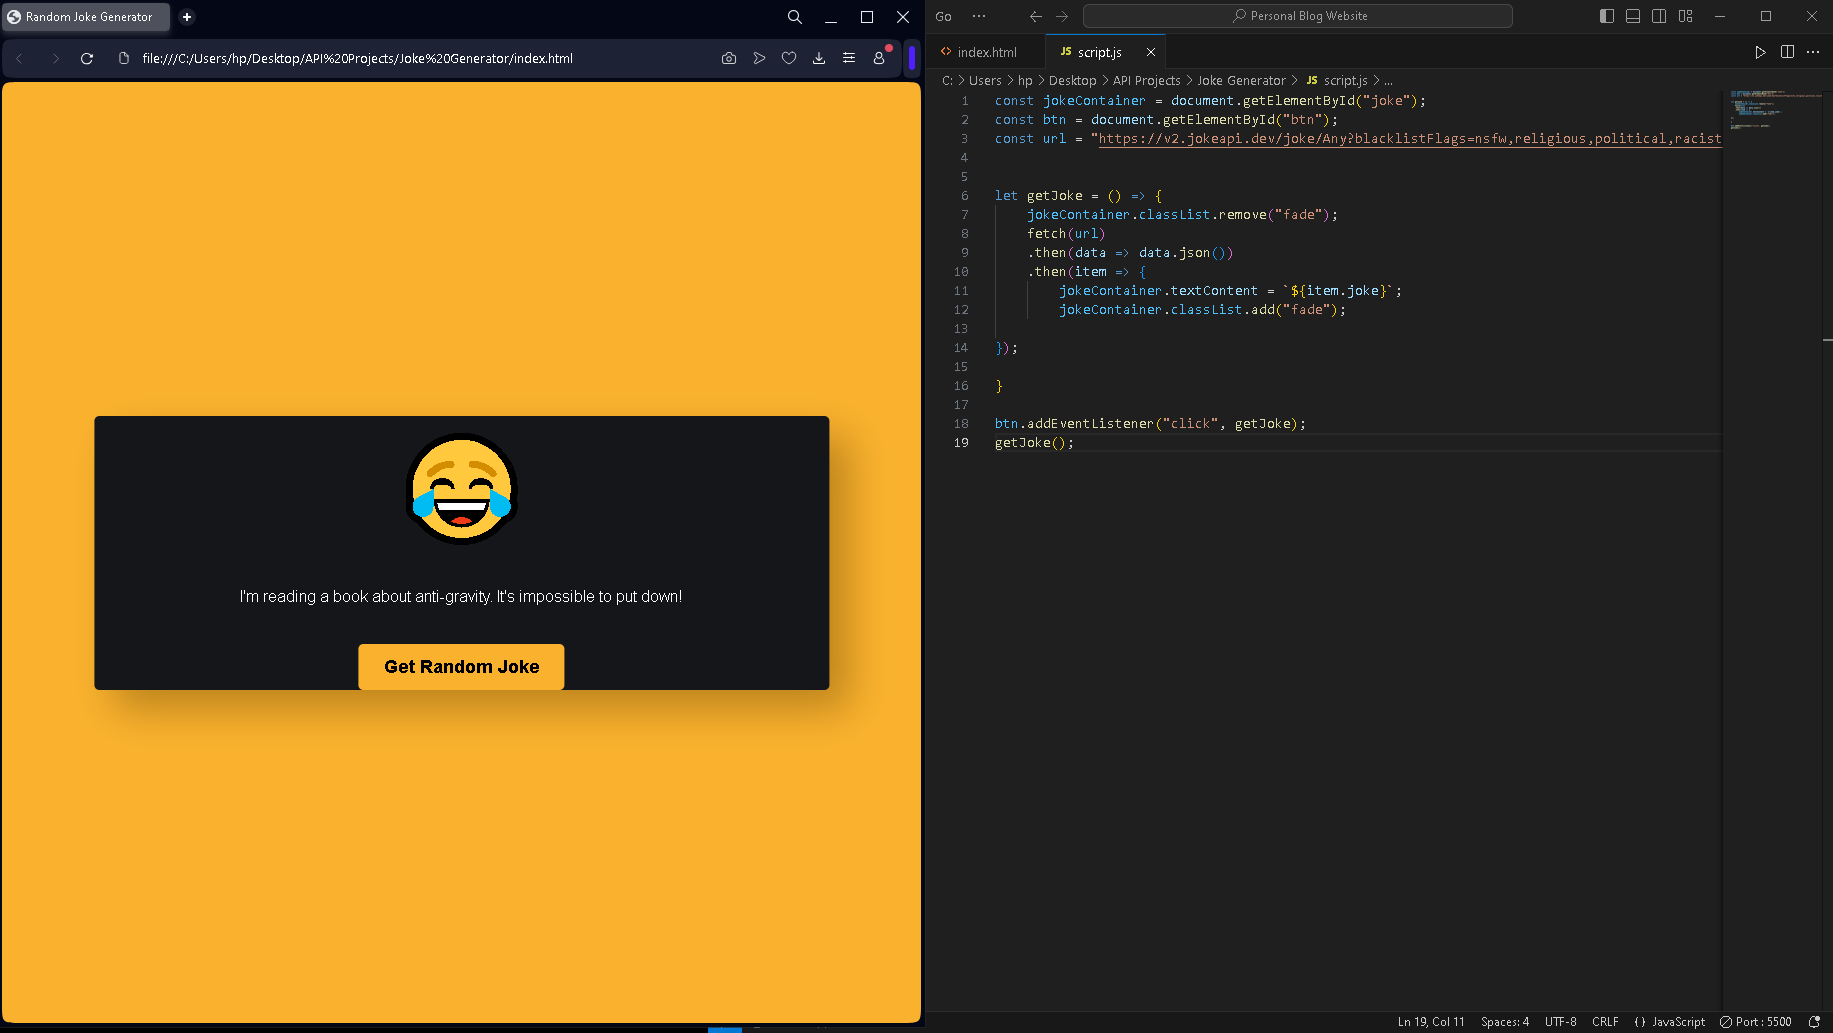 Random Joke Generator
file:///C:/Users/hp/Desktop/API%20Projects/Joke%20Generator/index.html
I'm reading a book about anti-gravity. It's impossible to put down!
Get Random Joke
Go ... Personal Blog Website
index.html JS script.js
C: > Users > hp > Desktop > API Projects > Joke Generator > JS script.js > ...
1 const jokeContainer = document.getElementById("joke");
2 const btn = document.getElementById("btn");
3 const url = "https://v2.jokeapi.dev/joke/Any?blacklistFlags=nsfw,religious,political,racist
4
5
6 let getJoke = () => {
7 jokeContainer.classList.remove("fade");
8 fetch(url)
9 .then(data => data.json())
10 .then(item => {
11 jokeContainer.textContent = `${item.joke}`;
12 jokeContainer.classList.add("fade");
13
14 });
15
16 }
17
18 btn.addEventListener("click", getJoke);
19 getJoke();
Ln 19, Col 11 Spaces: 4 UTF-8 CRLF {} JavaScript Port : 5500